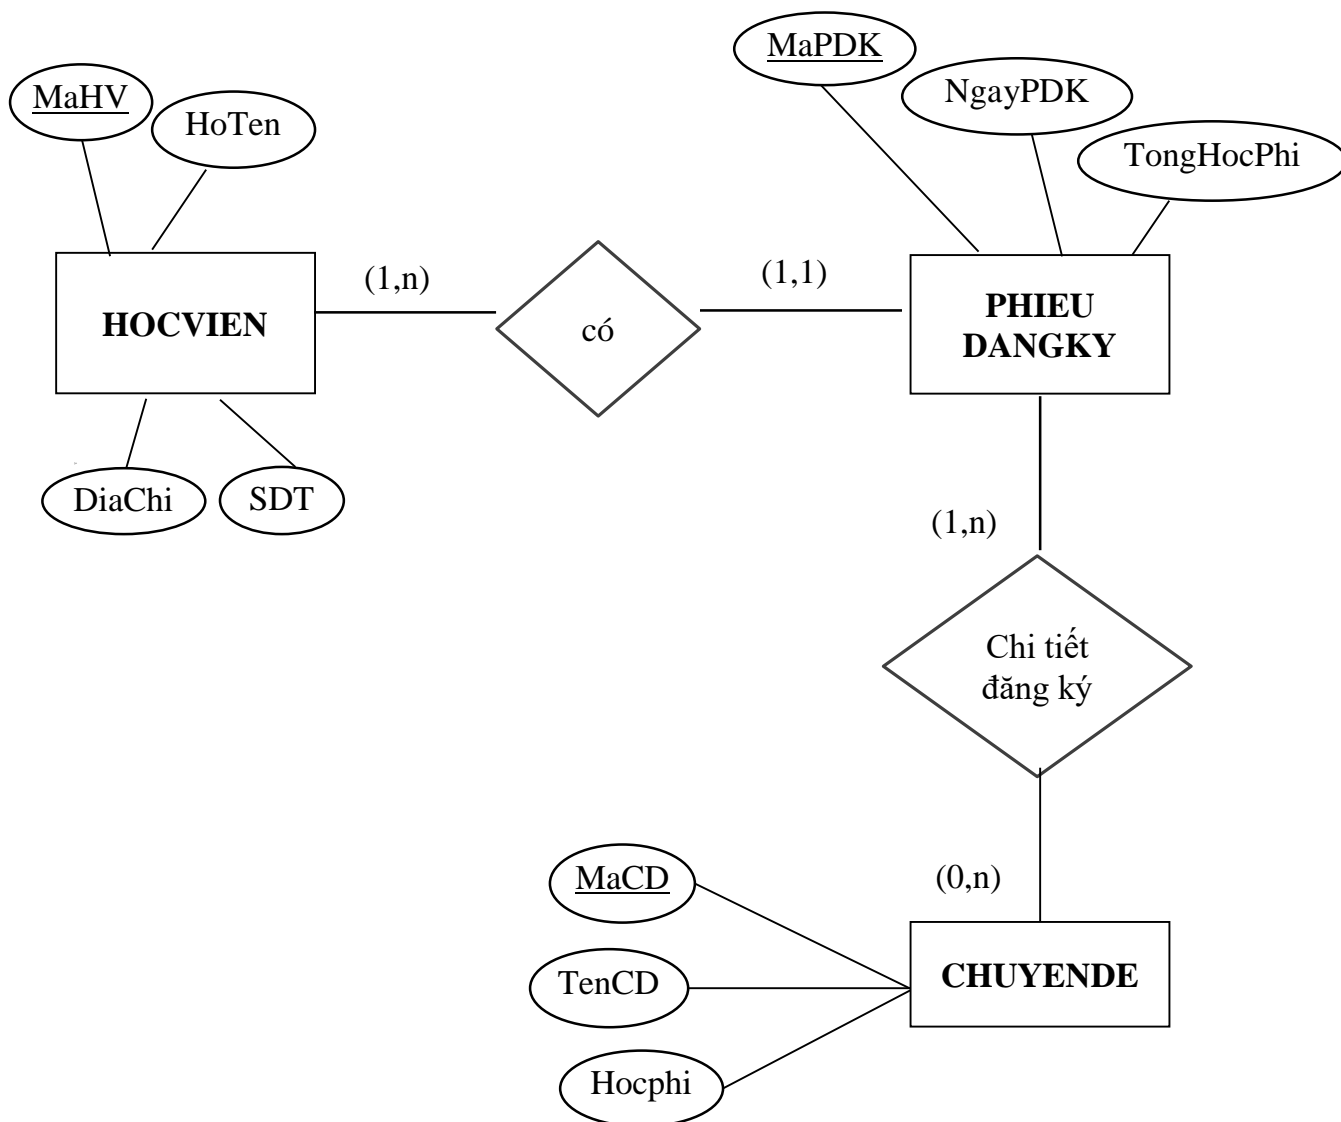 MaPDK
NgayPDK
MaHV
HoTen
TongHocPhi
(1,n)
(1,1)
HOCVIEN
có
PHIEU
DANGKY
DiaChi
SDT
(1,n)
Chi tiết
đăng ký
MaCD
(0,n)
TenCD
CHUYENDE
Hocphi